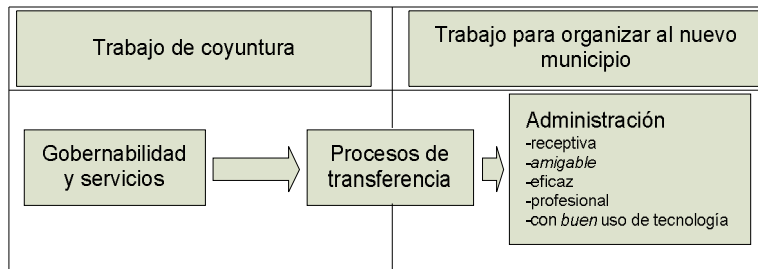 Trabajo de coyuntura
Trabajo para organizar al nuevo
municipio
Gobernabilidad
y servicios
Procesos de
transferencia
Administración
-receptiva
-amigable
-eficaz
-profesional
-con buen uso de tecnología